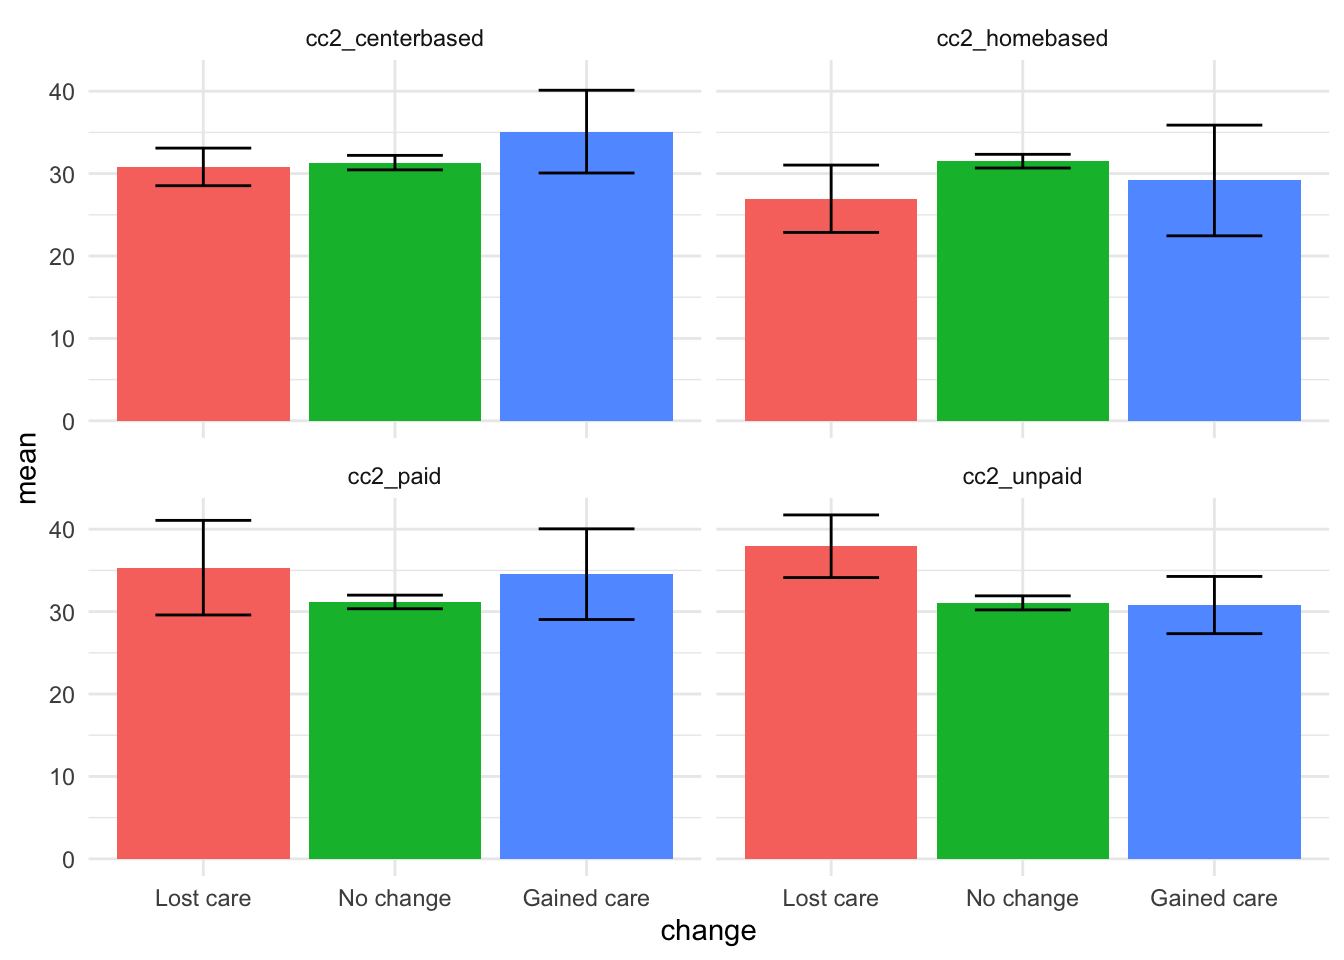 cc2_centerbased
cc2_homebased
40
30
20
10
0
cc2_paid
cc2_unpaid
40
30
20
10
0
mean
Lost care No change Gained care
Lost care No change Gained care
change